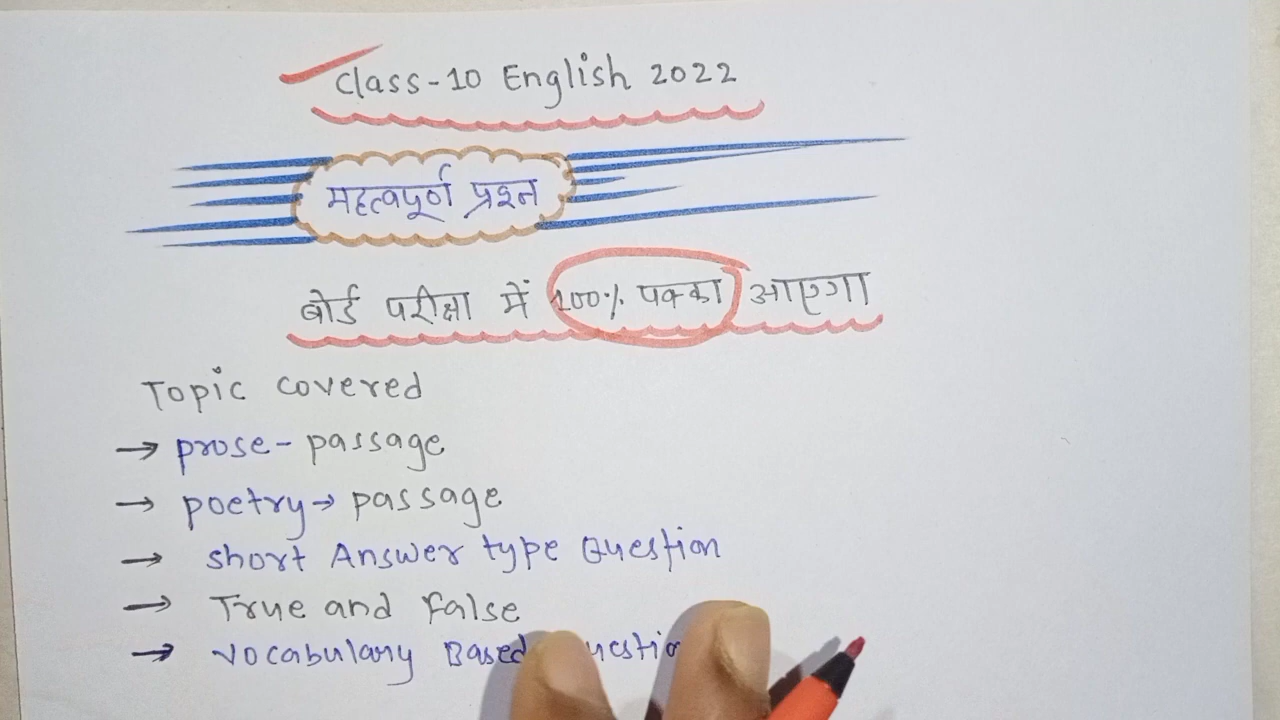 Class-10 English 2022
महत्वपूर्ण प्रश्न
बोर्ड परीक्षा में 100% पक्का आएगा
Topic covered
→ prose- passage
→ poetry → passage
→ short Answer type Question
→ True and False
→ Vocabulary Based